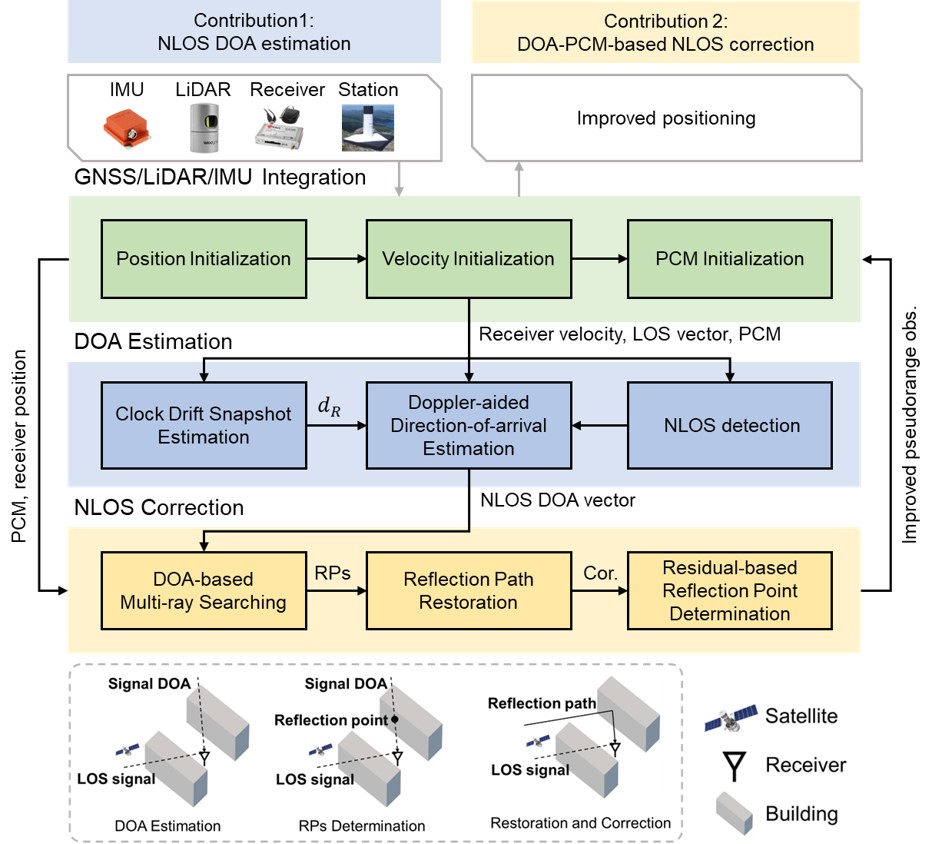 Contribution1:
NLOS DOA estimation
Contribution 2:
DOA-PCM-based NLOS correction
IMU
LiDAR
Receiver
Station
Improved positioning
GNSS/LiDAR/IMU Integration
Position Initialization
Velocity Initialization
PCM Initialization
Receiver velocity, LOS vector, PCM
DOA Estimation
Clock Drift Snapshot
Estimation
d_R
Doppler-aided
Direction-of-arrival
Estimation
NLOS detection
NLOS DOA vector
NLOS Correction
PCM, receiver position
Improved pseudorange obs.
DOA-based
Multi-ray Searching
RPs
Reflection Path
Restoration
Cor.
Residual-based
Reflection Point
Determination
Signal DOA
LOS signal
DOA Estimation
Signal DOA
Reflection point
LOS signal
RPs Determination
Reflection path
LOS signal
Restoration and Correction
Satellite
Receiver
Building